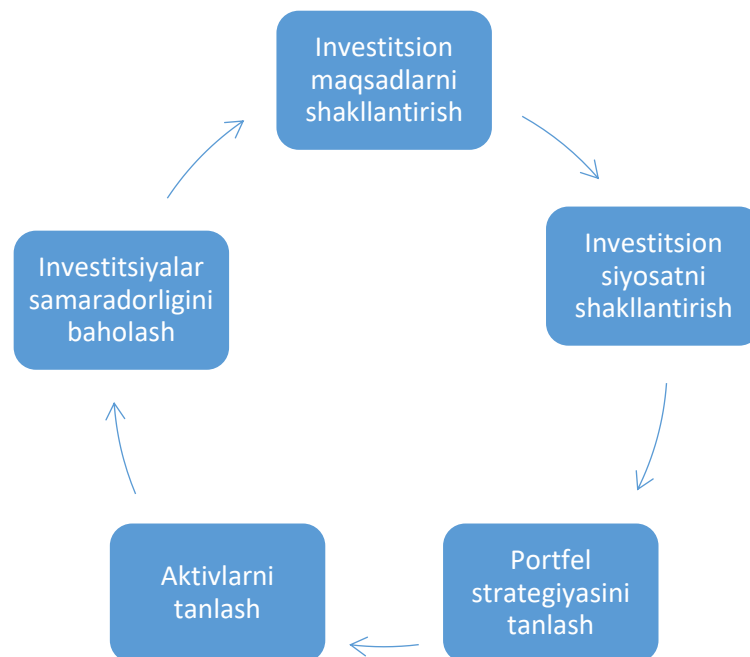 Investitsion
maqsadlarni
shakllantirish
Investitsion
siyosatni
shakllantirish
Portfel
strategiyasini
tanlash
Aktivlarni
tanlash
Investitsiyalar
samaradorligini
baholash